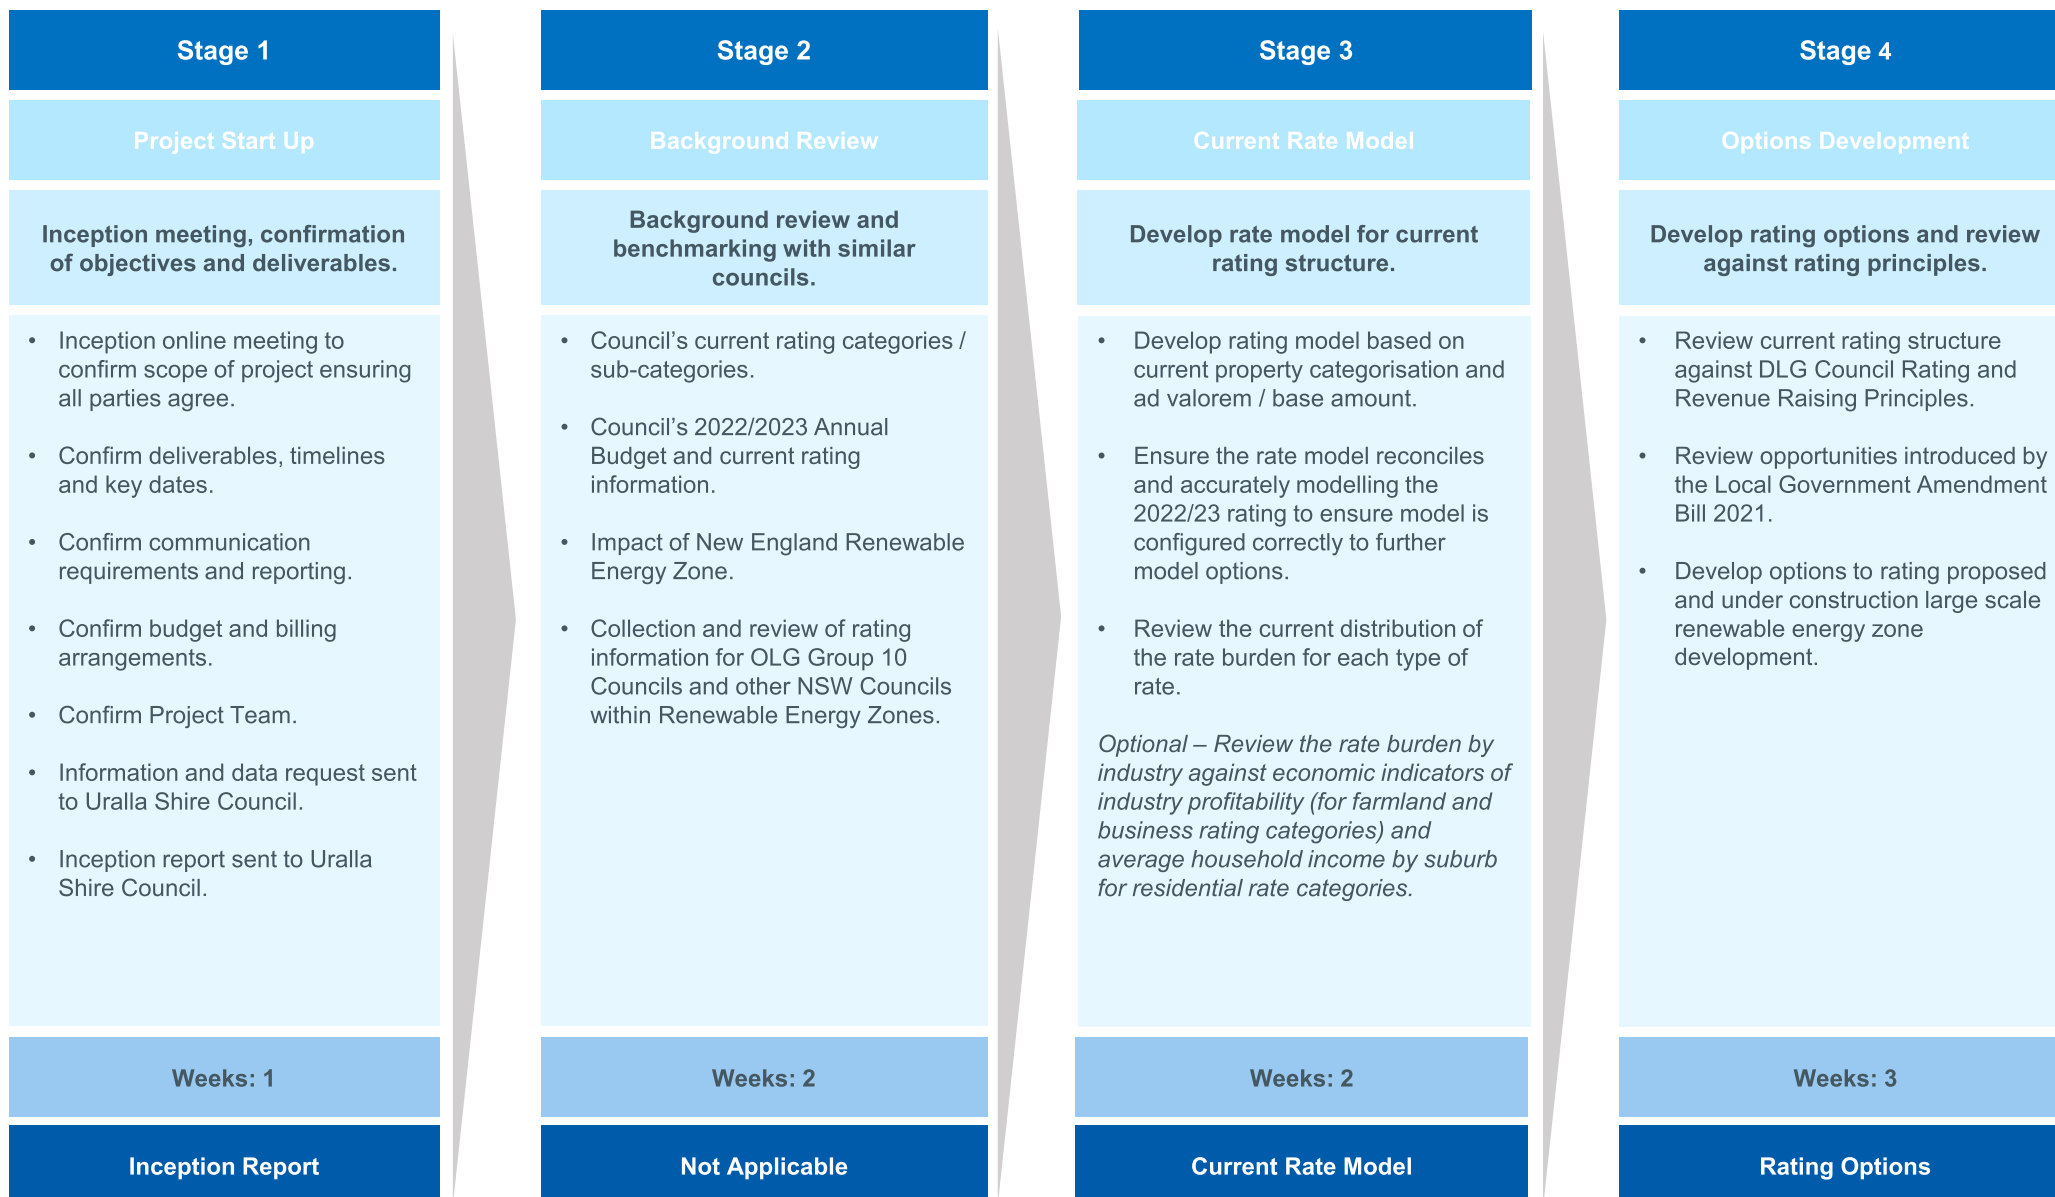 Stage 1
Project Start Up
Inception meeting, confirmation
of objectives and deliverables.
• Inception online meeting to
confirm scope of project ensuring
all parties agree.
• Confirm deliverables, timelines
and key dates.
• Confirm communication
requirements and reporting.
• Confirm budget and billing
arrangements.
• Confirm Project Team.
• Information and data request sent
to Uralla Shire Council.
• Inception report sent to Uralla
Shire Council.
Weeks: 1
Inception Report
Stage 2
Background Review
Background review and
benchmarking with similar
councils.
• Council’s current rating categories /
sub-categories.
• Council’s 2022/2023 Annual
Budget and current rating
information.
• Impact of New England Renewable
Energy Zone.
• Collection and review of rating
information for OLG Group 10
Councils and other NSW Councils
within Renewable Energy Zones.
Weeks: 2
Not Applicable
Stage 3
Current Rate Model
Develop rate model for current
rating structure.
• Develop rating model based on
current property categorisation and
ad valorem / base amount.
• Ensure the rate model reconciles
and accurately modelling the
2022/23 rating to ensure model is
configured correctly to further
model options.
• Review the current distribution of
the rate burden for each type of
rate.
Optional – Review the rate burden by
industry against economic indicators of
industry profitability (for farmland and
business rating categories) and
average household income by suburb
for residential rate categories.
Weeks: 2
Current Rate Model
Stage 4
Options Development
Develop rating options and review
against rating principles.
• Review current rating structure
against DLG Council Rating and
Revenue Raising Principles.
• Review opportunities introduced by
the Local Government Amendment
Bill 2021.
• Develop options to rating proposed
and under construction large scale
renewable energy zone
development.
Weeks: 3
Rating Options